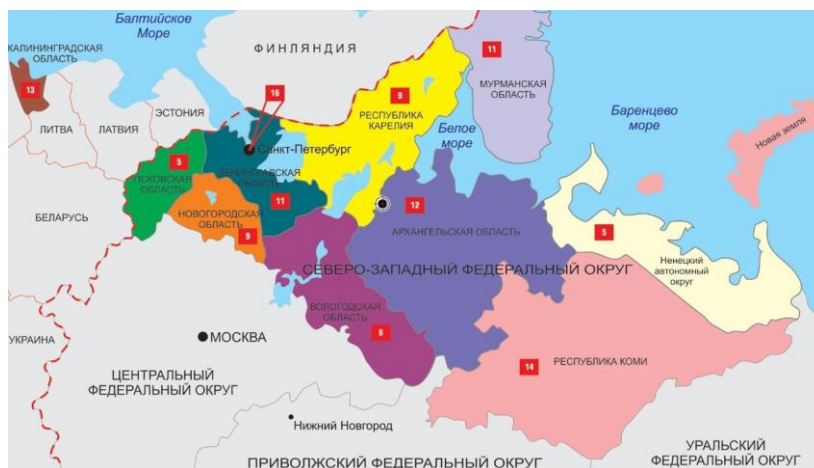 Балтийское
Море
ФИНЛЯНДИЯ
11
МУРМАНСКАЯ
ОБЛАСТЬ
КАЛИНИНГРАДСКАЯ
ОБЛАСТЬ
13
16
9
РЕСПУБЛИКА
КАРЕЛИЯ
Баренцево
море
Новая земля
ЭСТОНИЯ
ЛИТВА
ЛАТВИЯ
Белое
море
Санкт-Петербург
5
ПСКОВСКАЯ
ОБЛАСТЬ
ЛЕНИНГРАДСКАЯ
ОБЛАСТЬ
11
НОВОГОРОДСКАЯ
ОБЛАСТЬ
9
12
АРХАНГЕЛЬСКАЯ ОБЛАСТЬ
5
Ненецкий
автономный
округ
БЕЛАРУСЬ
СЕВЕРО-ЗАПАДНЫЙ ФЕДЕРАЛЬНЫЙ ОКРУГ
ВОЛОГОДСКАЯ
ОБЛАСТЬ
6
УКРАИНА
МОСКВА
14
РЕСПУБЛИКА КОМИ
ЦЕНТРАЛЬНЫЙ
ФЕДЕРАЛЬНЫЙ ОКРУГ
Нижний Новгород
ПРИВОЛЖСКИЙ ФЕДЕРАЛЬНЫЙ ОКРУГ
УРАЛЬСКИЙ
ФЕДЕРАЛЬНЫЙ ОКРУГ